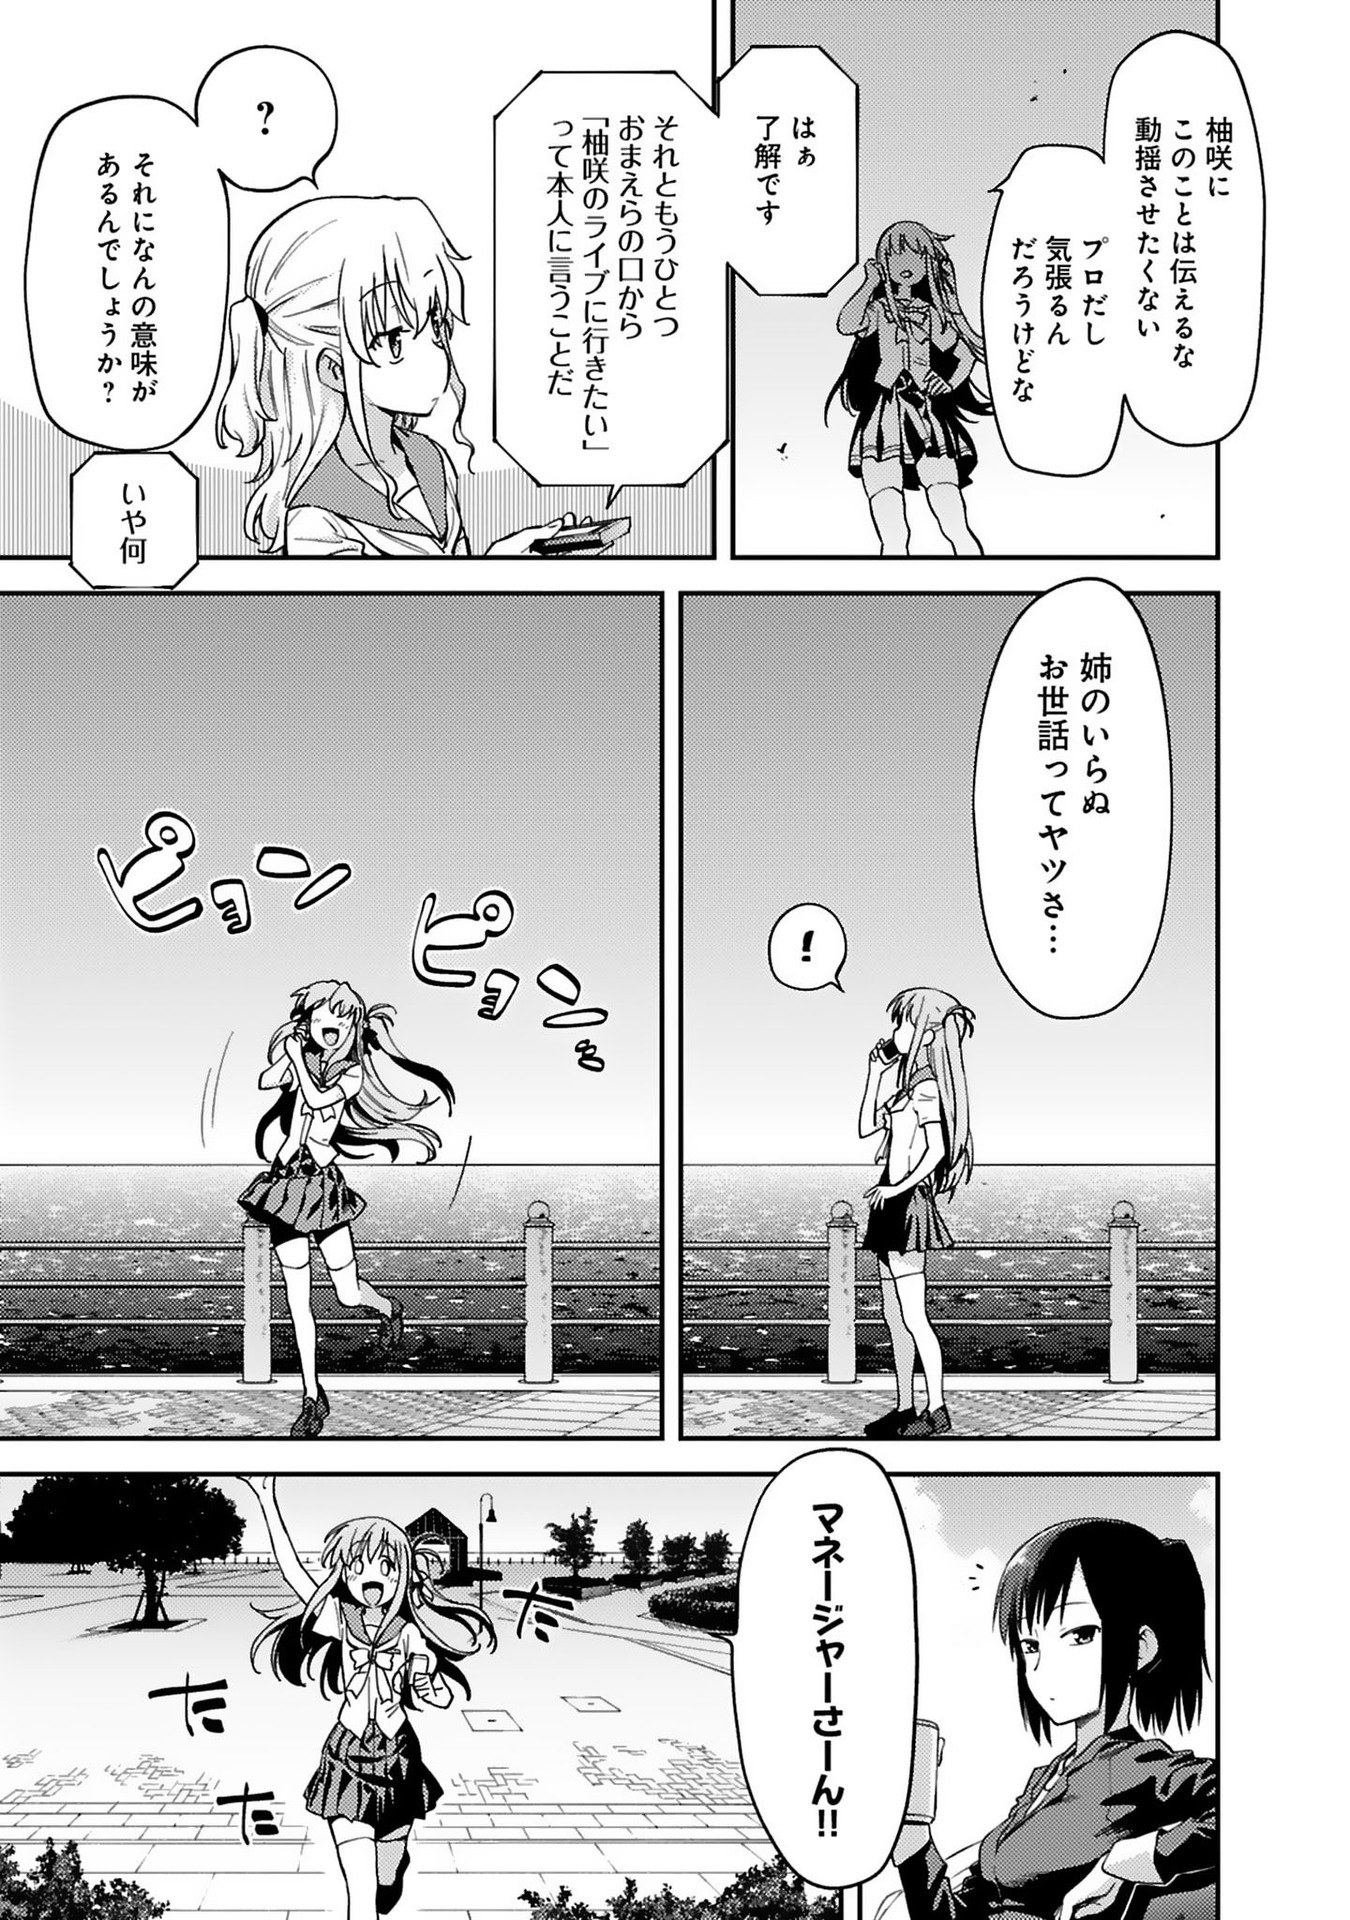 柚咲に
このことは伝えるな
動揺させたくない
プロだし
気張るん
だろうけどな
はぁ
了解です
それともうひとつ
おまえらの口から
「柚咲のライブに行きたい」
って本人に言うことだ
？
それになんの意味が
あるんでしょうか？
いや何
姉のいらぬ
お世話ってヤツさ…
！
ピョン
ピョン
マネージャーさーん!!
たっ
たっ
たっ